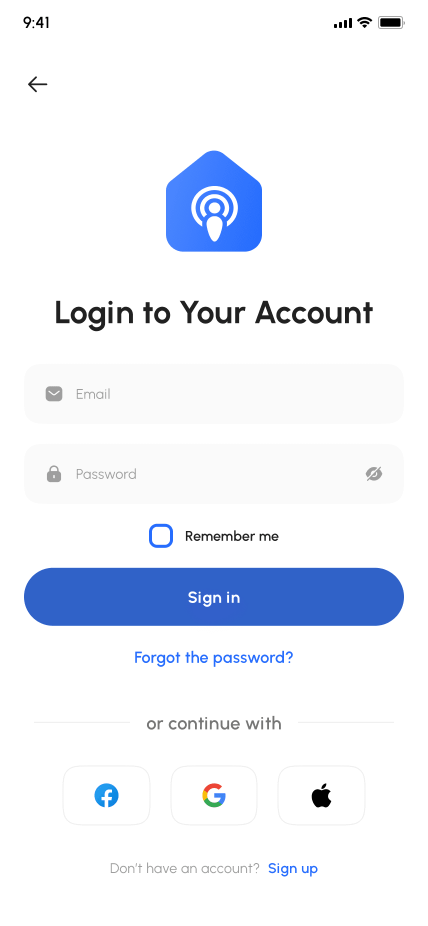 9:41
Login to Your Account
Email
Password
Remember me
Sign in
Forgot the password?
or continue with
Don't have an account? Sign up